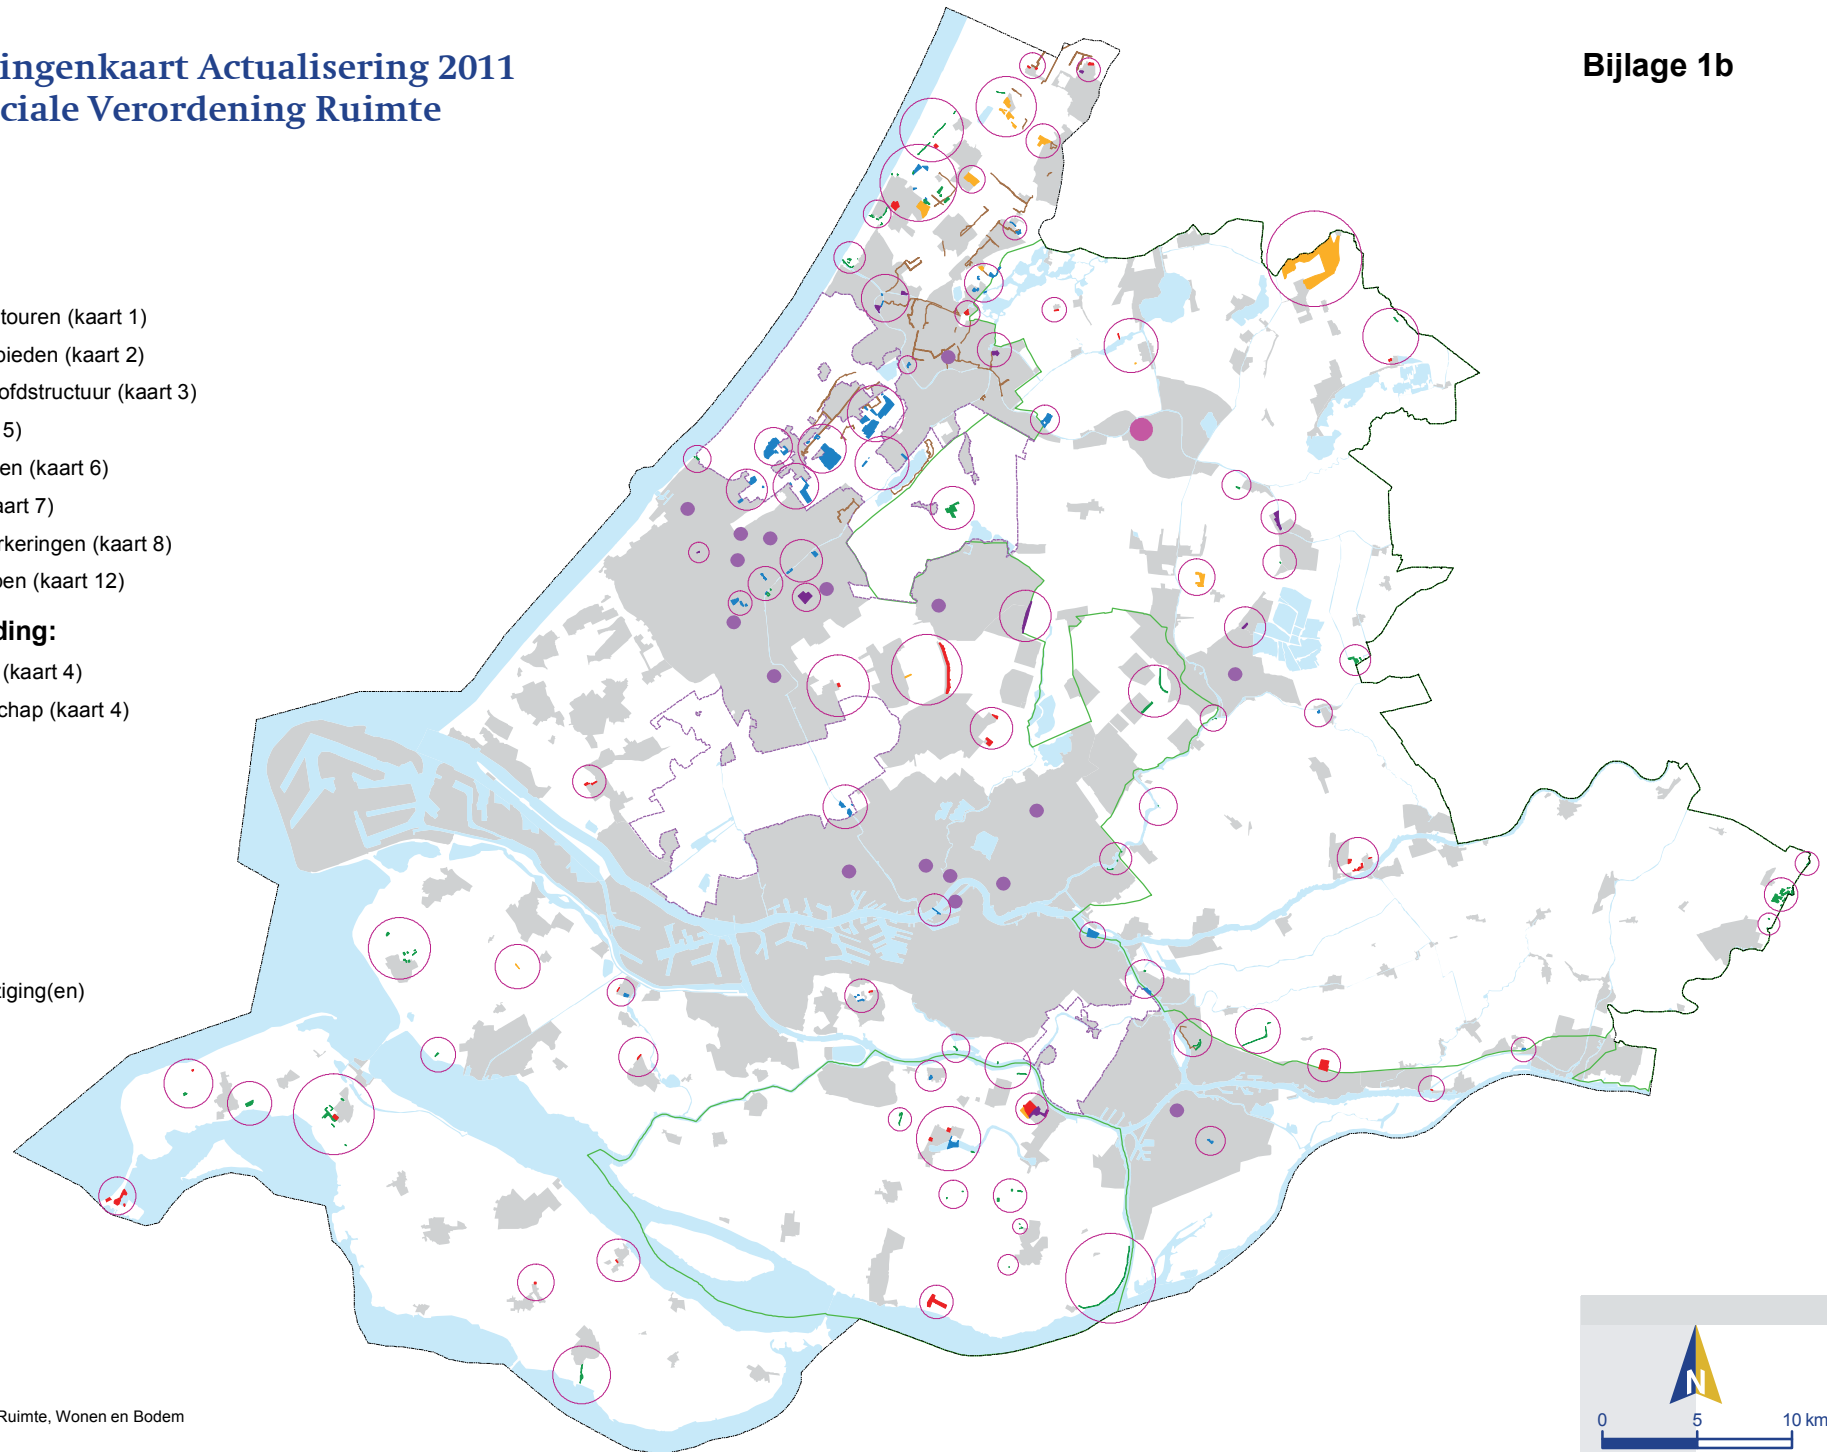 ingenkaart Actualisering 2011
ciale Verordening Ruimte
Bijlage 1b
touren (kaart 1)
bieden (kaart 2)
ofdstructuur (kaart 3)
5)
en (kaart 6)
aart 7)
rkeringen (kaart 8)
pen (kaart 12)
ding:
(kaart 4)
chap (kaart 4)
tiging(en)
Ruimte, Wonen en Bodem
N
0 5 10 km